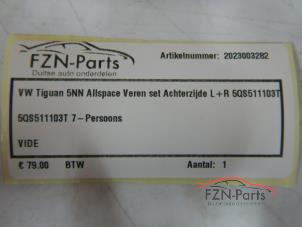 FZN-Parts
Duitse auto onderdelen
Artikelnummer: 2023003282
VW Tiguan 5NN Allspace Veren set Achterzijde L+R 5QS511103T
5QS511103T 7-Persoons
VIDE
€ 79.00 BTW Aantal: 1
FZN-Parts